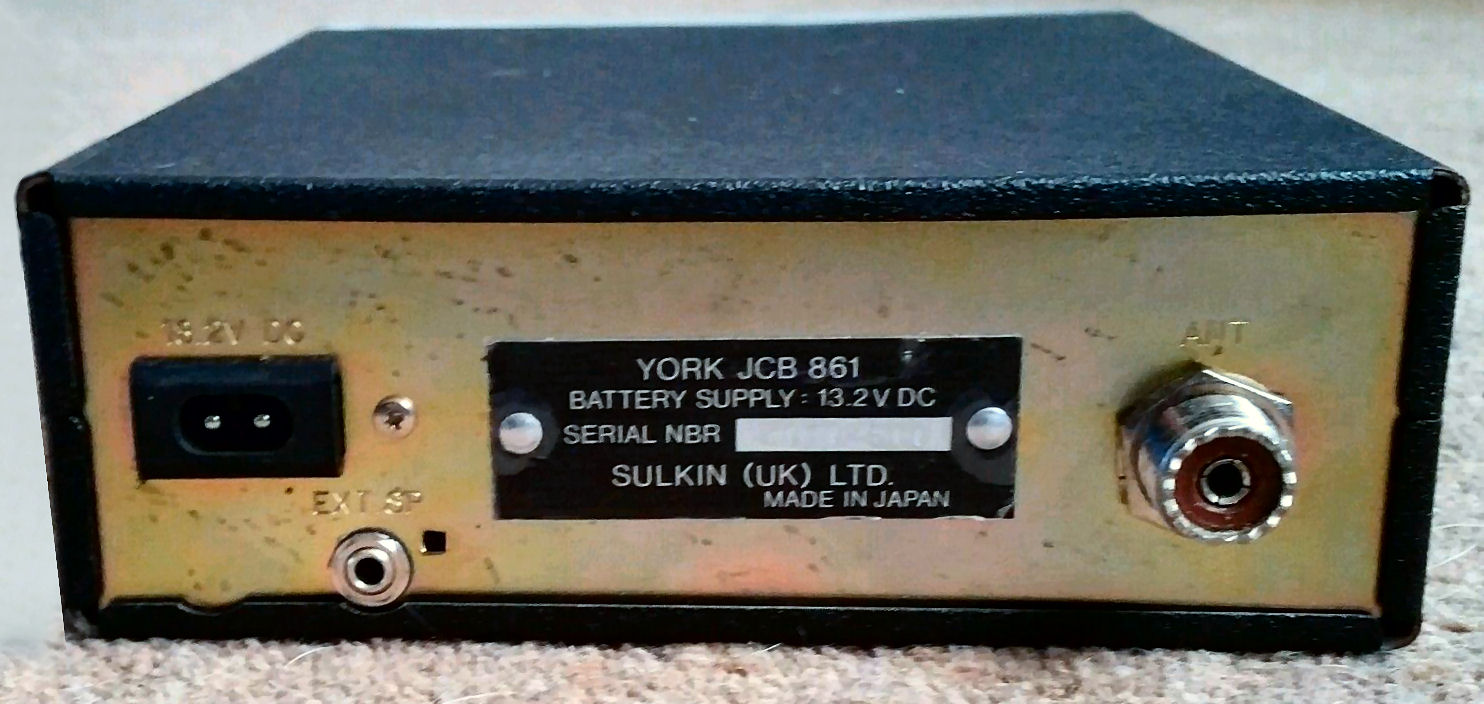 13.2V DC
EXT SP
YORK JCB 861
BATTERY SUPPLY: 13.2V DC
SERIAL NBR
SULKIN (UK) LTD.
MADE IN JAPAN
ANT